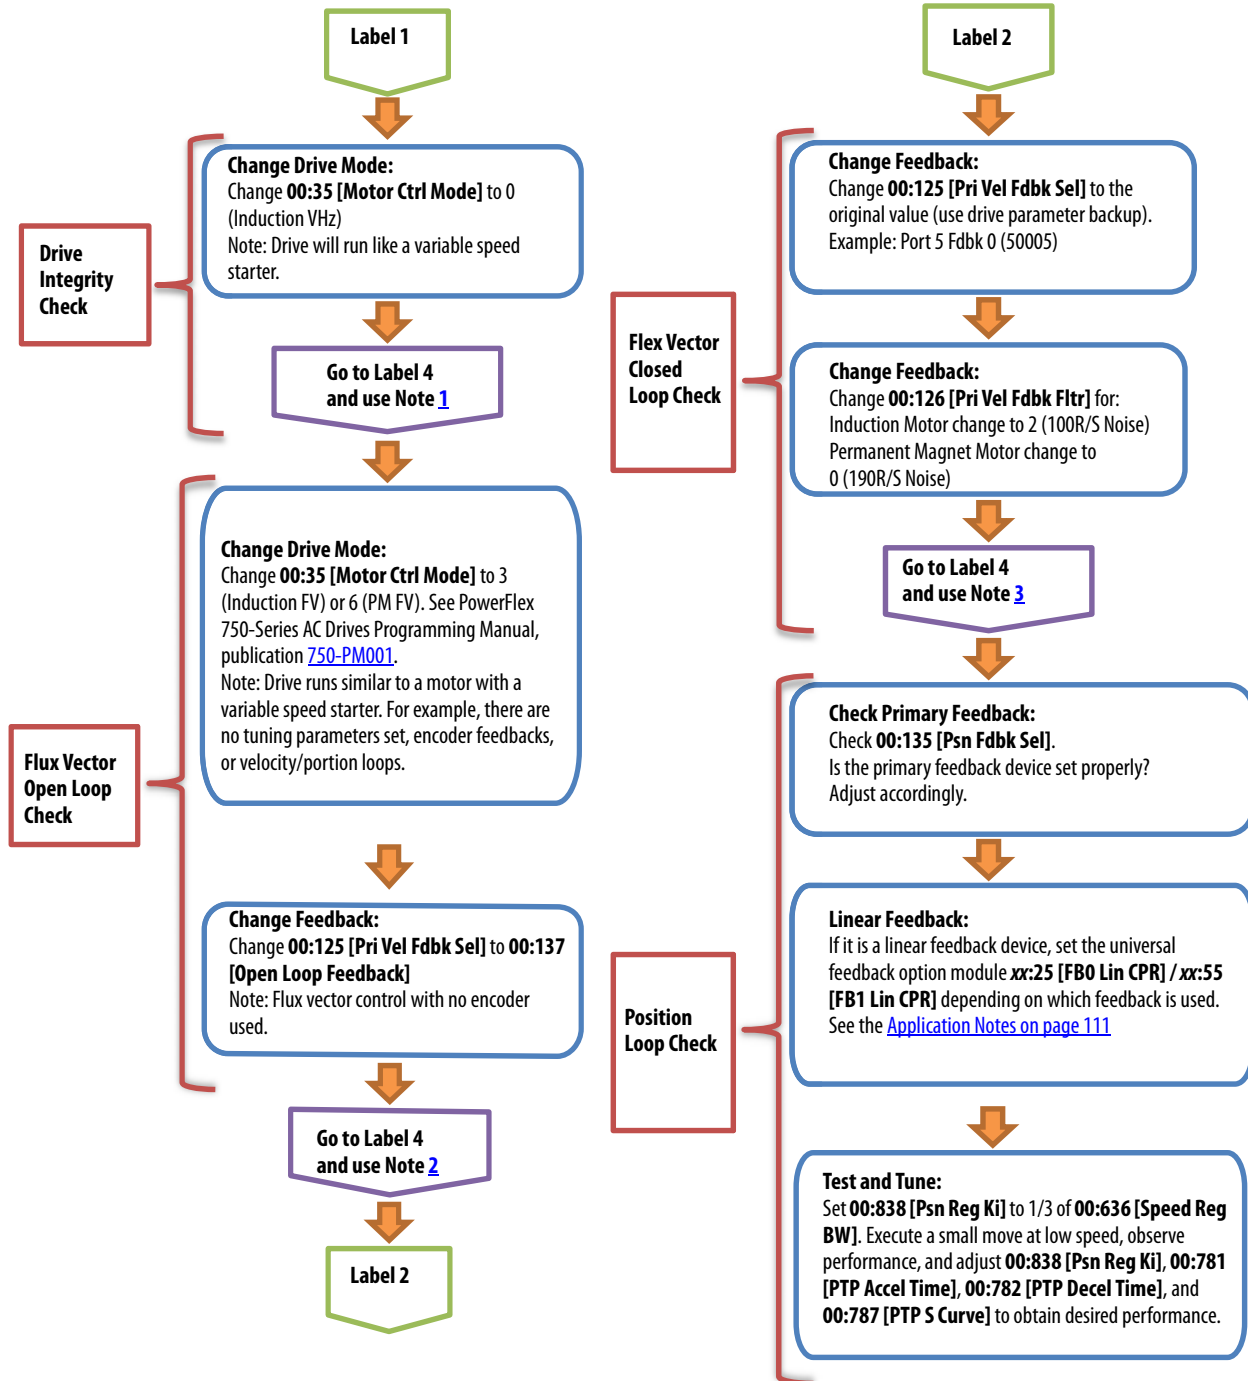 Label 1
Drive
Integrity
Check
Change Drive Mode:
Change 00:35 [Motor Ctrl Mode] to 0
(Induction VHz)
Note: Drive will run like a variable speed
starter.
Go to Label 4
and use Note 1
Flux Vector
Open Loop
Check
Change Drive Mode:
Change 00:35 [Motor Ctrl Mode] to 3
(Induction FV) or 6 (PM FV). See PowerFlex
750-Series AC Drives Programming Manual,
publication 750-PM001.
Note: Drive runs similar to a motor with a
variable speed starter. For example, there are
no tuning parameters set, encoder feedbacks,
or velocity/portion loops.
Change Feedback:
Change 00:125 [Pri Vel Fdbk Sel] to 00:137
[Open Loop Feedback]
Note: Flux vector control with no encoder
used.
Go to Label 4
and use Note 2
Label 2
Label 2
Flex Vector
Closed
Loop Check
Change Feedback:
Change 00:125 [Pri Vel Fdbk Sel] to the
original value (use drive parameter backup).
Example: Port 5 Fdbk 0 (50005)
Change Feedback:
Change 00:126 [Pri Vel Fdbk Fltr] for:
Induction Motor change to 2 (100R/S Noise)
Permanent Magnet Motor change to
0 (190R/S Noise)
Go to Label 4
and use Note 3
Position
Loop Check
Check Primary Feedback:
Check 00:135 [Psn Fdbk Sel].
Is the primary feedback device set properly?
Adjust accordingly.
Linear Feedback:
If it is a linear feedback device, set the universal
feedback option module xx:25 [FB0 Lin CPR] / xx:55
[FB1 Lin CPR] depending on which feedback is used.
See the Application Notes on page 111
Test and Tune:
Set 00:838 [Psn Reg Ki] to 1/3 of 00:636 [Speed Reg
BW]. Execute a small move at low speed, observe
performance, and adjust 00:838 [Psn Reg Ki], 00:781
[PTP Accel Time], 00:782 [PTP Decel Time], and
00:787 [PTP S Curve] to obtain desired performance.